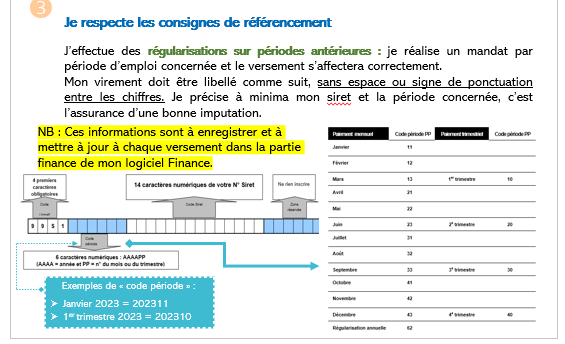 3
Je respecte les consignes de référencement
J'effectue des régularisations sur périodes antérieures : je réalise un mandat par
période d'emploi concernée et le versement s'affectera correctement.
Mon virement doit être libellé comme suit, sans espace ou signe de ponctuation
entre les chiffres. Je précise à minima mon siret et la période concernée, c'est
l'assurance d'une bonne imputation.
NB : Ces informations sont à enregistrer et à
mettre à jour à chaque versement dans la partie
finance de mon logiciel Finance.
4 premiers
caractères
obligatoires
14 caractères numériques de votre N° Siret
Ne rien inscrire
Code
Code Siret
Zone
réservée
9 9 5 1
Code
période
6 caractères numériques : AAAAPP
(AAAA = année et PP = n° du mois ou du trimestre)
Exemples de « code période » :
➤ Janvier 2023 = 202311
➤ 1er trimestre 2023 = 202310
Paiement mensuel Code période PP Paiement trimestriel Code période PP
Janvier 11
Février 12
Mars 13 1er trimestre 10
Avril 21
Mai 22
Juin 23 2e trimestre 20
Juillet 31
Août 32
Septembre 33 3e trimestre 30
Octobre 41
Novembre 42
Décembre 43 4e trimestre 40
Régularisation annuelle 62